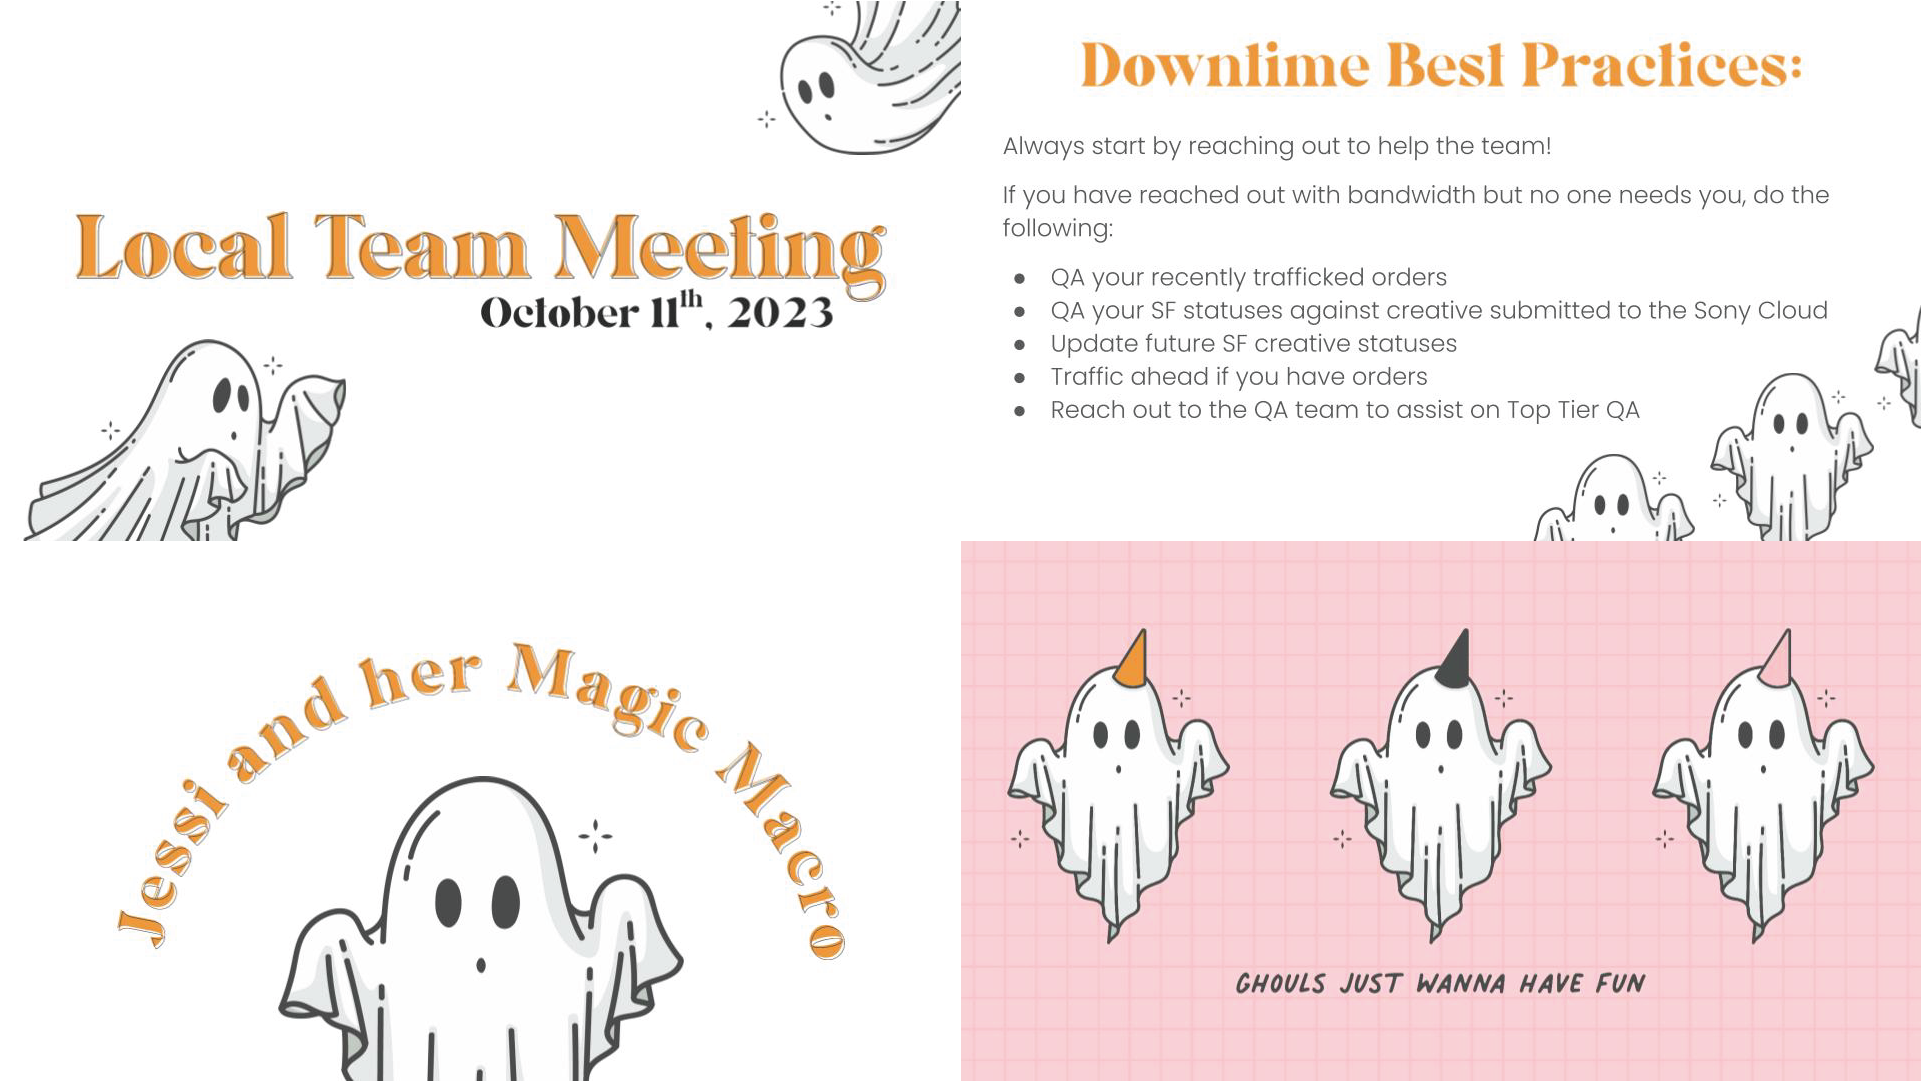 Local Team Meeting
October 11th, 2023
Downtime Best Practices:
Always start by reaching out to help the team!
If you have reached out with bandwidth but no one needs you, do the
following:
● QA your recently trafficked orders
● QA your SF statuses against creative submitted to the Sony Cloud
● Update future SF creative statuses
● Traffic ahead if you have orders
● Reach out to the QA team to assist on Top Tier QA
Jessi and her Magic Macro
GHOULS JUST WANNA HAVE FUN